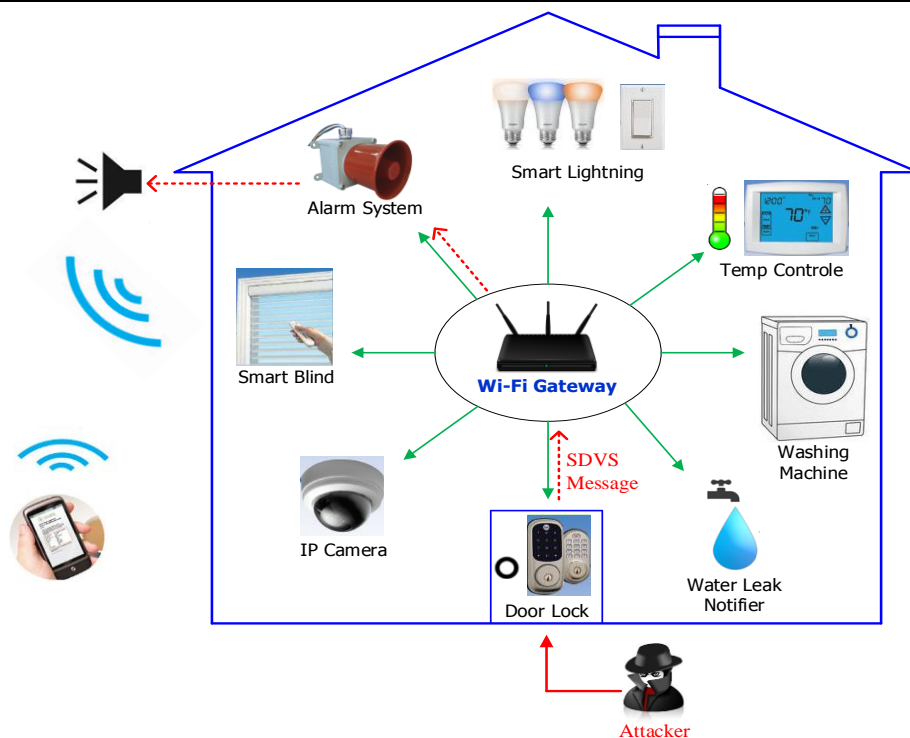 Smart Lightning
Alarm System
70°F
Temp Controle
Smart Blind
Wi-Fi Gateway
SDVS
Message
Washing
Machine
IP Camera
Door Lock
Water Leak
Notifier
Attacker